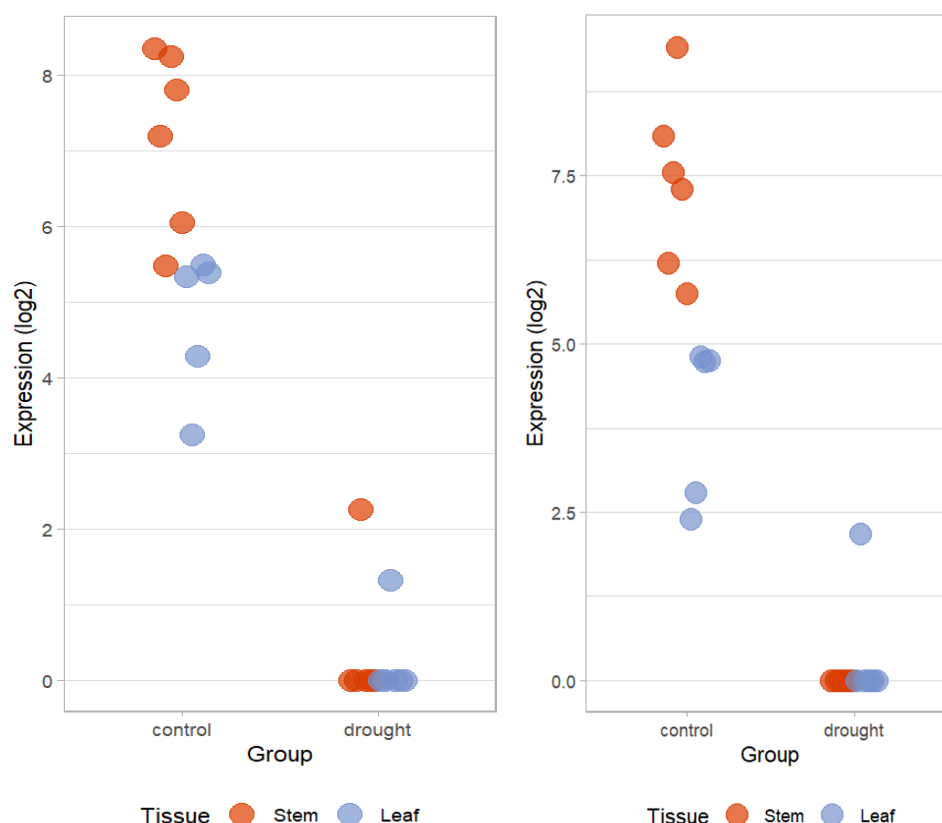 8
6
4
2
0
Expression (log2)
control
drought
Group
Tissue Stem Leaf
7.5
5.0
2.5
0.0
Expression (log2)
control
drought
Group
Tissue Stem Leaf